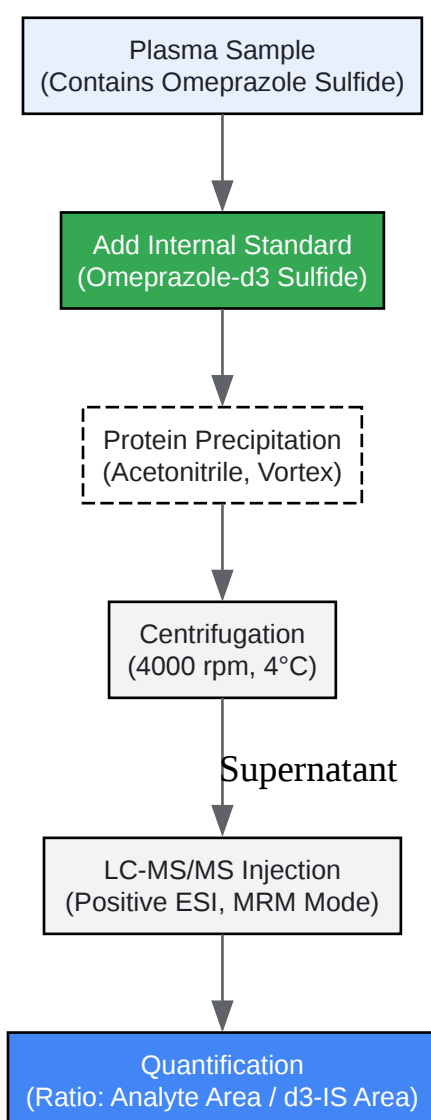 Plasma Sample
(Contains Omeprazole Sulfide)
Add Internal Standard
(Omeprazole-d3 Sulfide)
Protein Precipitation
(Acetonitrile, Vortex)
Centrifugation
(4000 rpm, 4°C)
Supernatant
LC-MS/MS Injection
(Positive ESI, MRM Mode)
Quantification
(Ratio: Analyte Area / d3-IS Area)